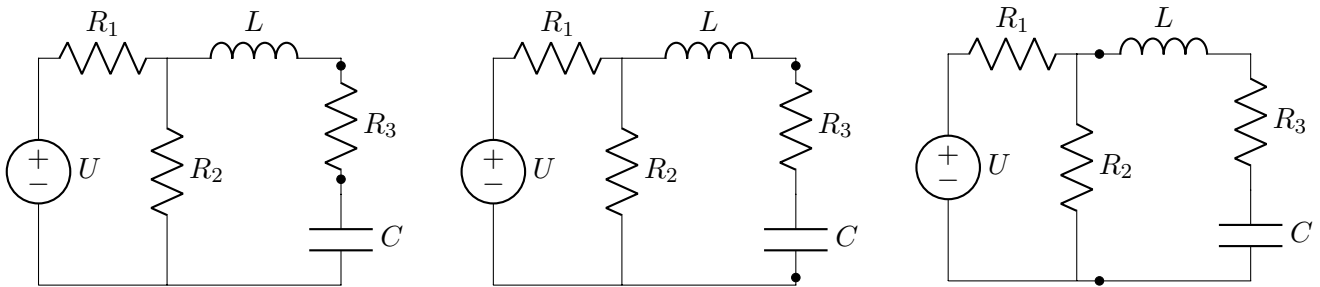 R₁ L
R₃
+
− U R₂
C
R₁ L
R₃
+
− U R₂
C
R₁ L
R₃
+
− U R₂
C